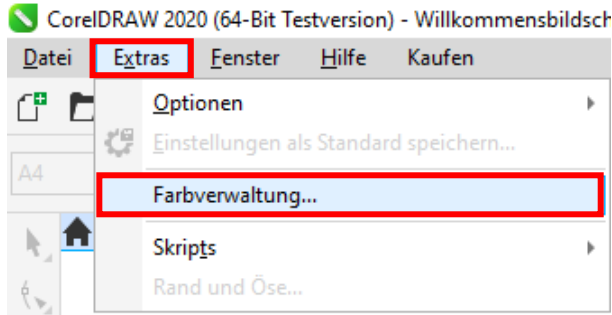 CorelDRAW 2020 (64-Bit Testversion) - Willkommensbildsch
Datei Extras Fenster Hilfe Kaufen
Optionen
Einstellungen als Standard speichern...
A4
Farbverwaltung...
Skripts
Rand und Öse...